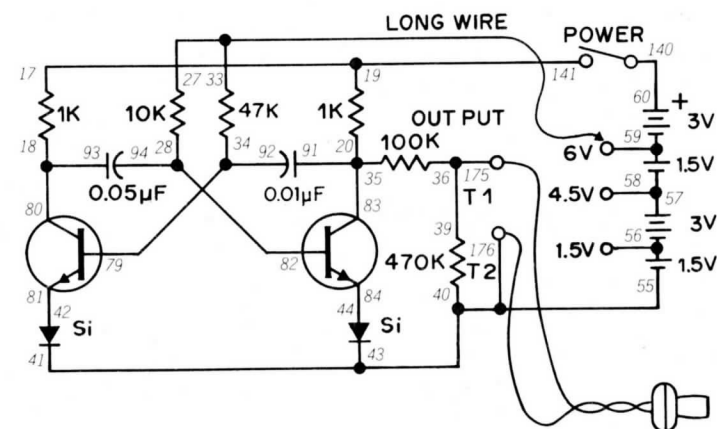 LONG WIRE
POWER
17
27
33
19
141
140
60
+
3V
1K
10K
47K
1K
OUT PUT
59
6V
1.5V
18
93
94
28
34
92
91
20
100K
0.05µF
0.01µF
35
36
175
T1
4.5V
58
57
80
83
3V
79
82
39
176
1.5V
56
470K
T2
1.5V
81
42
44
84
40
55
Si
Si
41
43